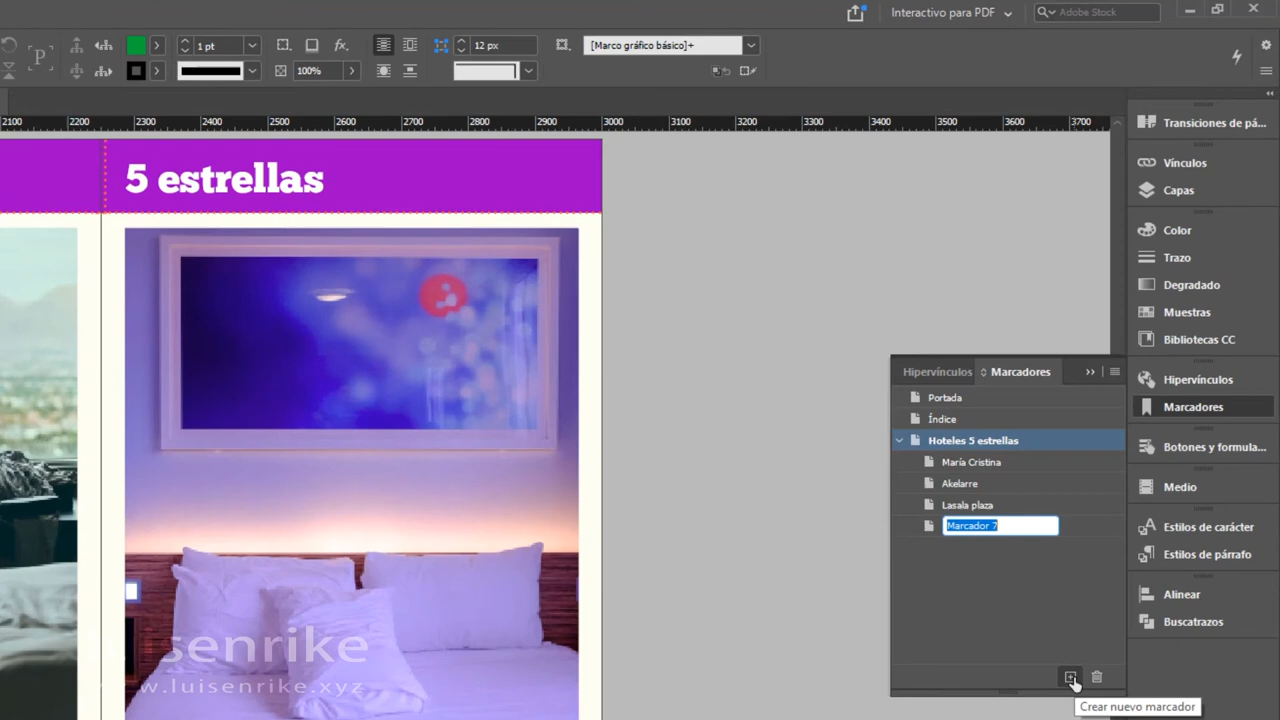 Interactivo para PDF
Adobe Stock
P
1 pt
fx.
12 px
[Marco gráfico básico]+
100%
2100 2200 2300 2400 2500 2600 2700 2800 2900 3000 3100 3200 3300 3400 3500 3600 3700
Transiciones de pá...
Vínculos
Capas
Color
Trazo
Degradado
Muestras
Bibliotecas CC
Hipervínculos
Marcadores
Botones y formula...
Medio
Estilos de carácter
Estilos de párrafo
Alinear
Buscatrazos
5 estrellas
Hipervínculos
Marcadores
Portada
Índice
Hoteles 5 estrellas
María Cristina
Akelarre
Lasala plaza
Marcador 7
Crear nuevo marcador
luisenrike
www.luisenrike.xyz